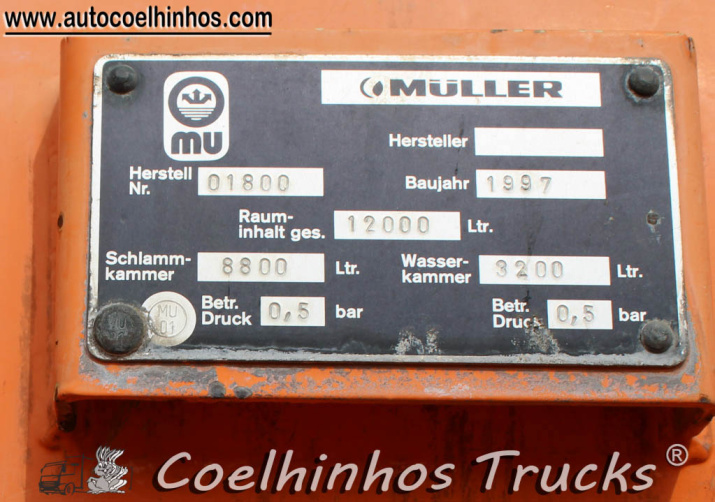 www.autocoelhinhos.com
MU
MÜLLER
Hersteller
Herstell Nr. 01800
Baujahr 1997
Raum-
inhalt ges. 12000 Ltr.
Schlamm-
kammer 8800 Ltr.
Wasser-
kammer 3200 Ltr.
Betr.
Druck 0,5 bar
Betr.
Druck 0,5 bar
MU
01
Coelhinhos Trucks®